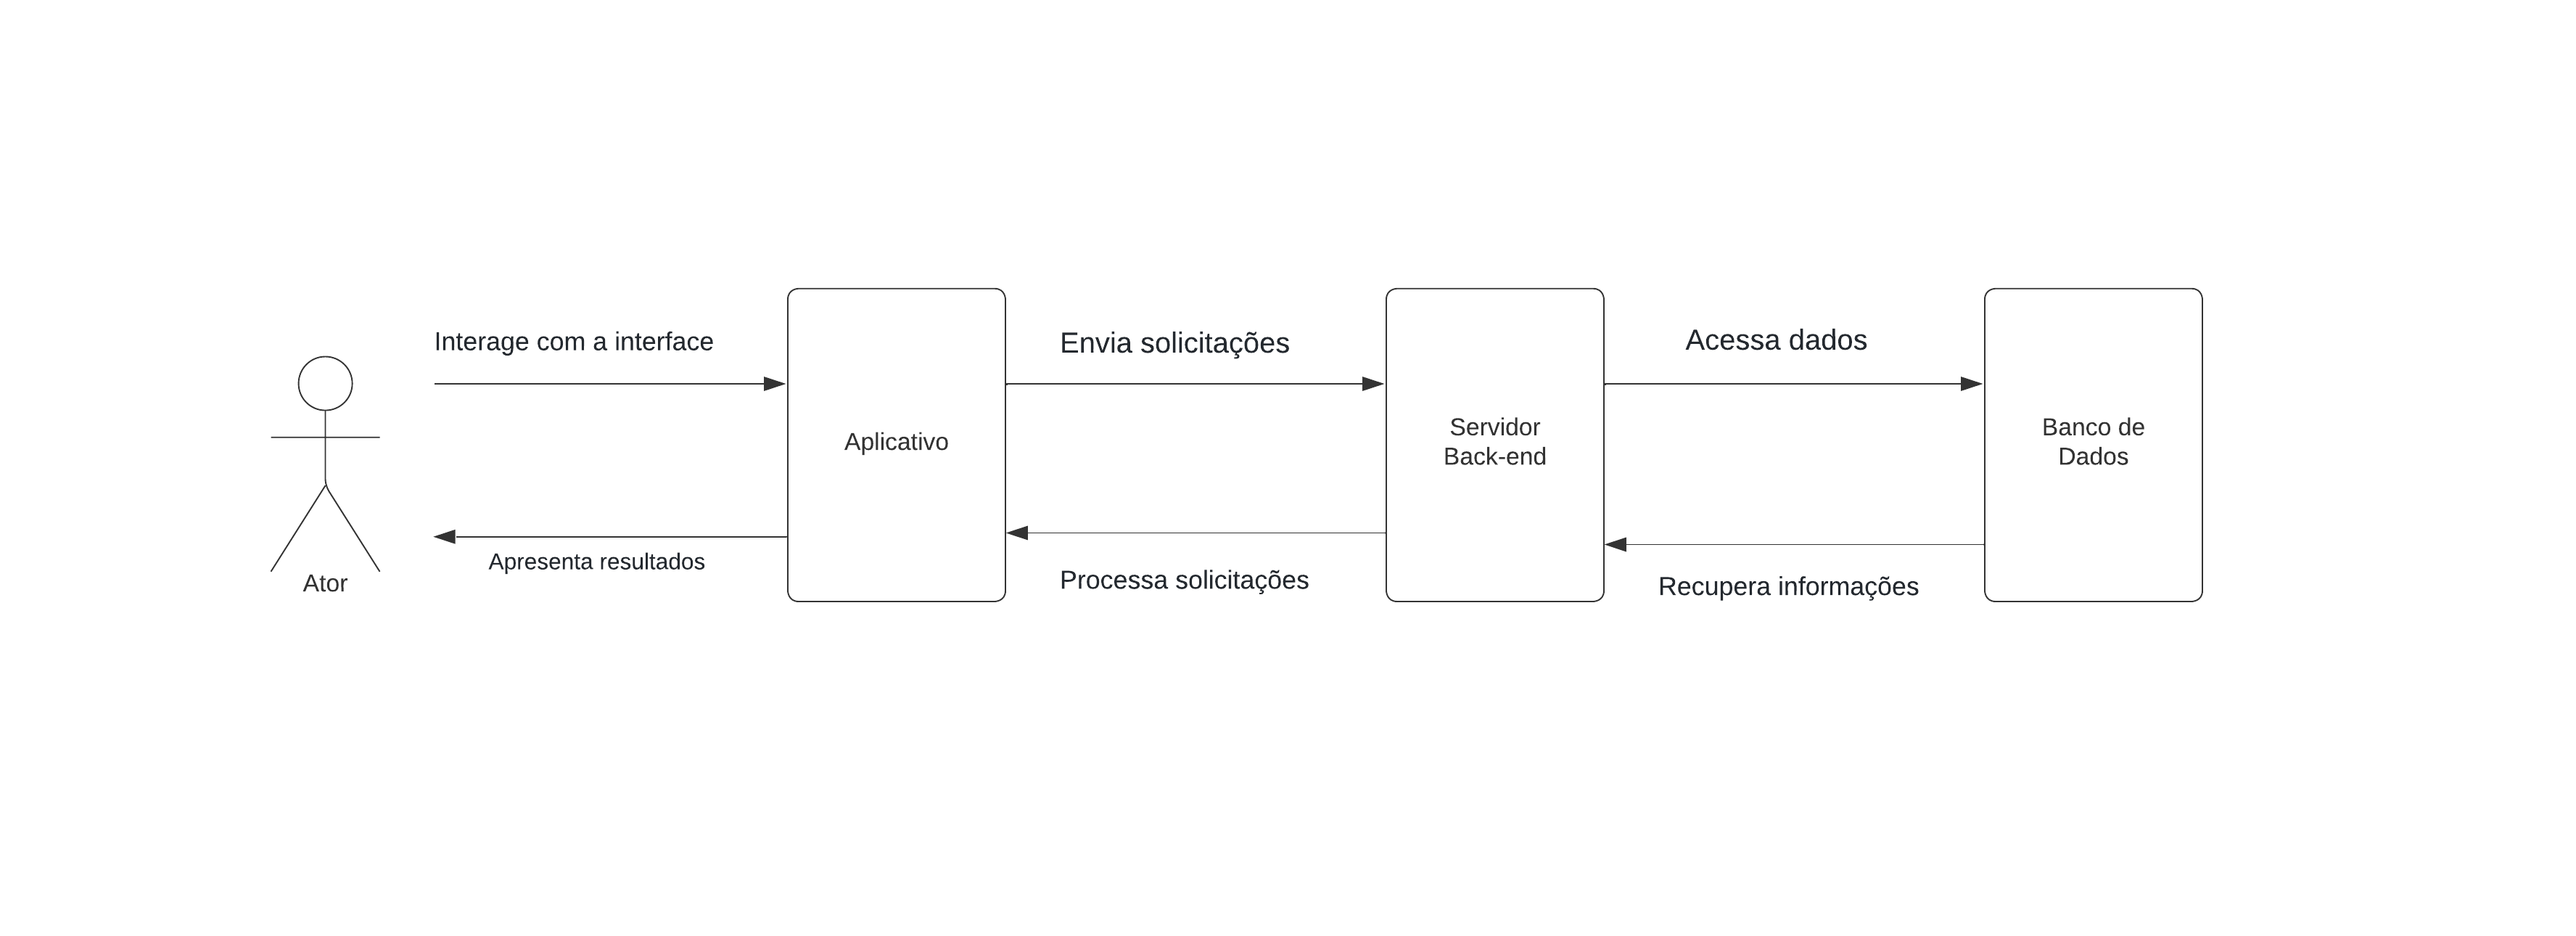 Interage com a interface
Envia solicitações
Acessa dados
Aplicativo
Servidor
Back-end
Banco de
Dados
Apresenta resultados
Processa solicitações
Recupera informações
Ator